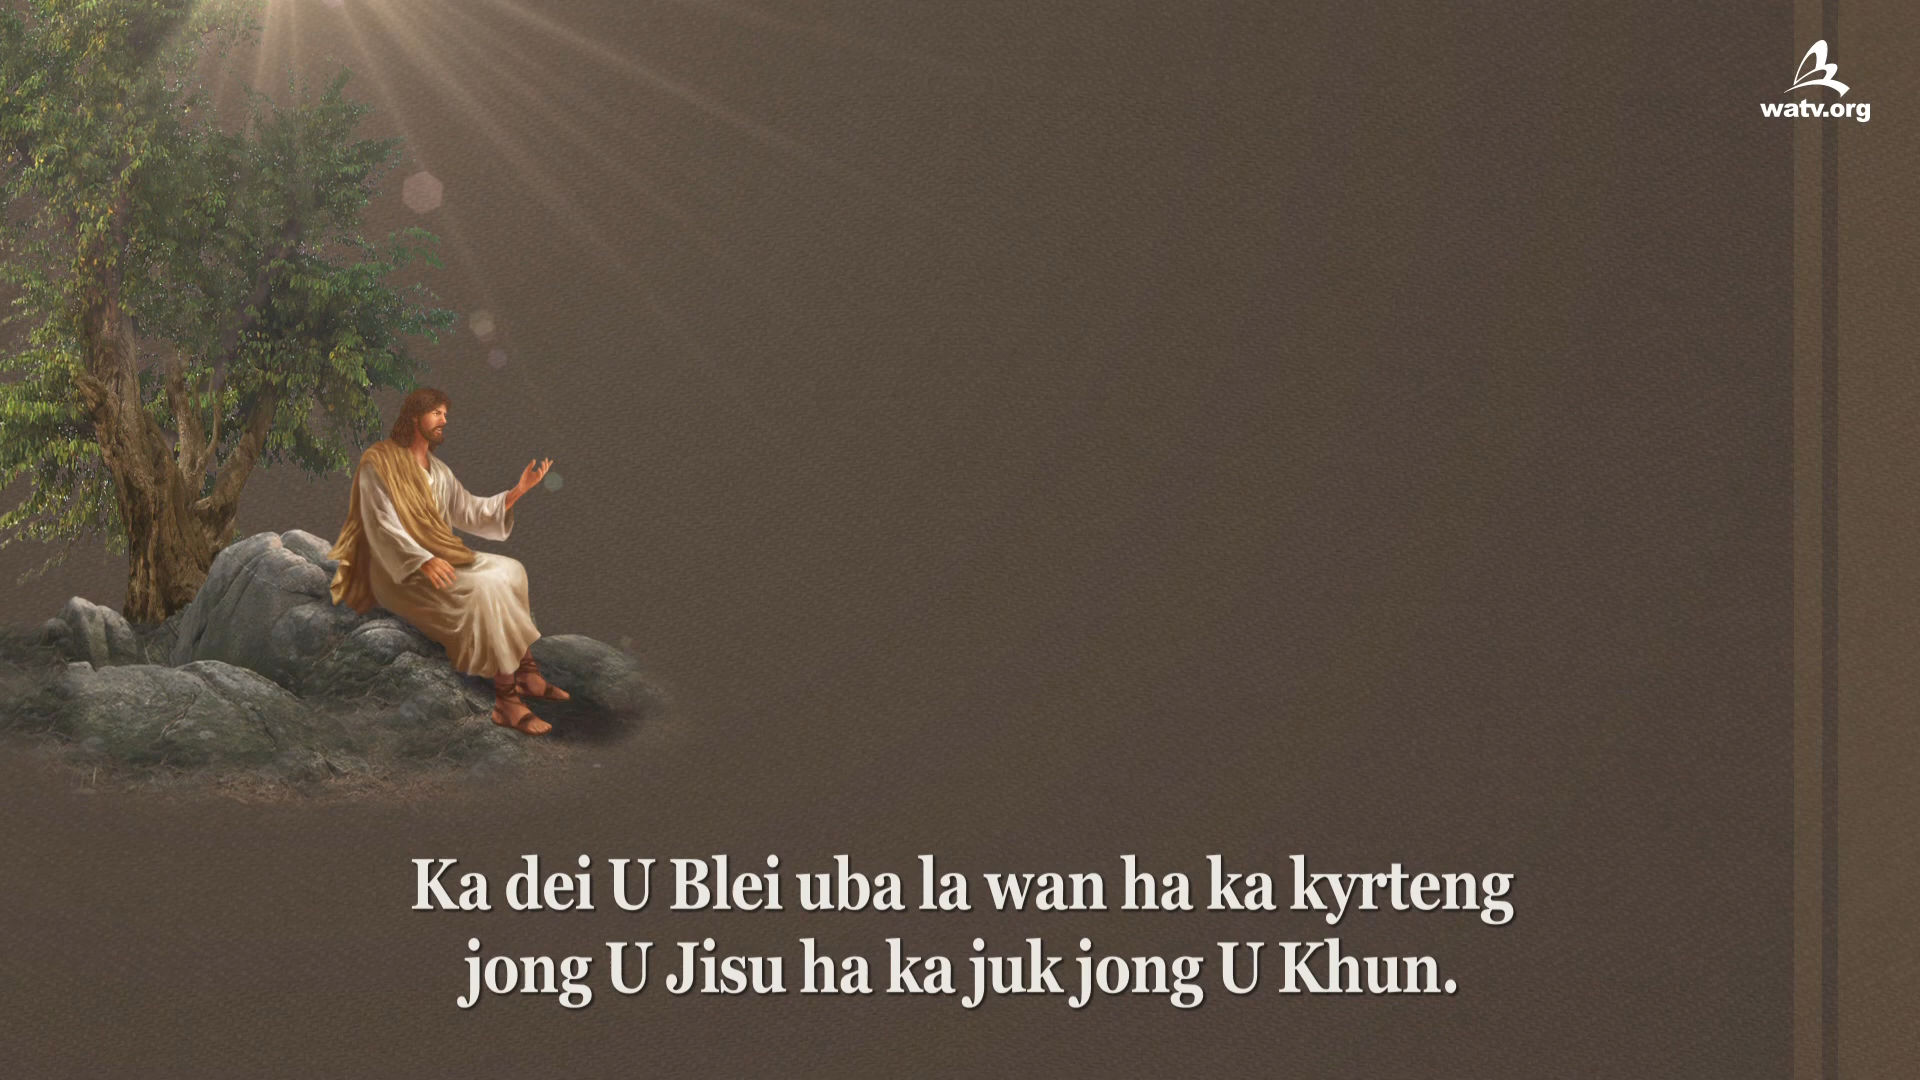 watv.org
Ka dei U Blei uba la wan ha ka kyrteng
jong U Jisu ha ka juk jong U Khun.